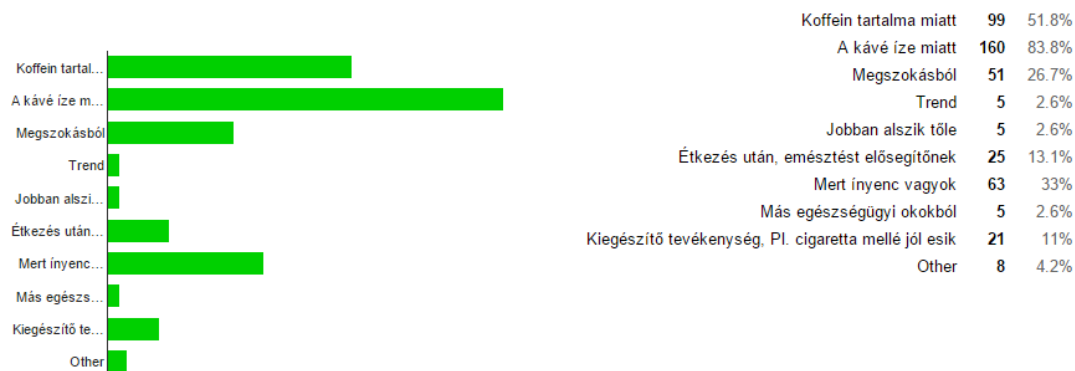 Koffein tartal...
A kávé íze m...
Megszokásból
Trend
Jobban alszi...
Étkezés után...
Mert ínyenc...
Más egészs...
Kiegészítő te...
Other
Koffein tartalma miatt 99 51.8%
A kávé íze miatt 160 83.8%
Megszokásból 51 26.7%
Trend 5 2.6%
Jobban alszik tőle 5 2.6%
Étkezés után, emésztést elősegítőnek 25 13.1%
Mert ínyenc vagyok 63 33%
Más egészségügyi okokból 5 2.6%
Kiegészítő tevékenység, Pl. cigaretta mellé jól esik 21 11%
Other 8 4.2%